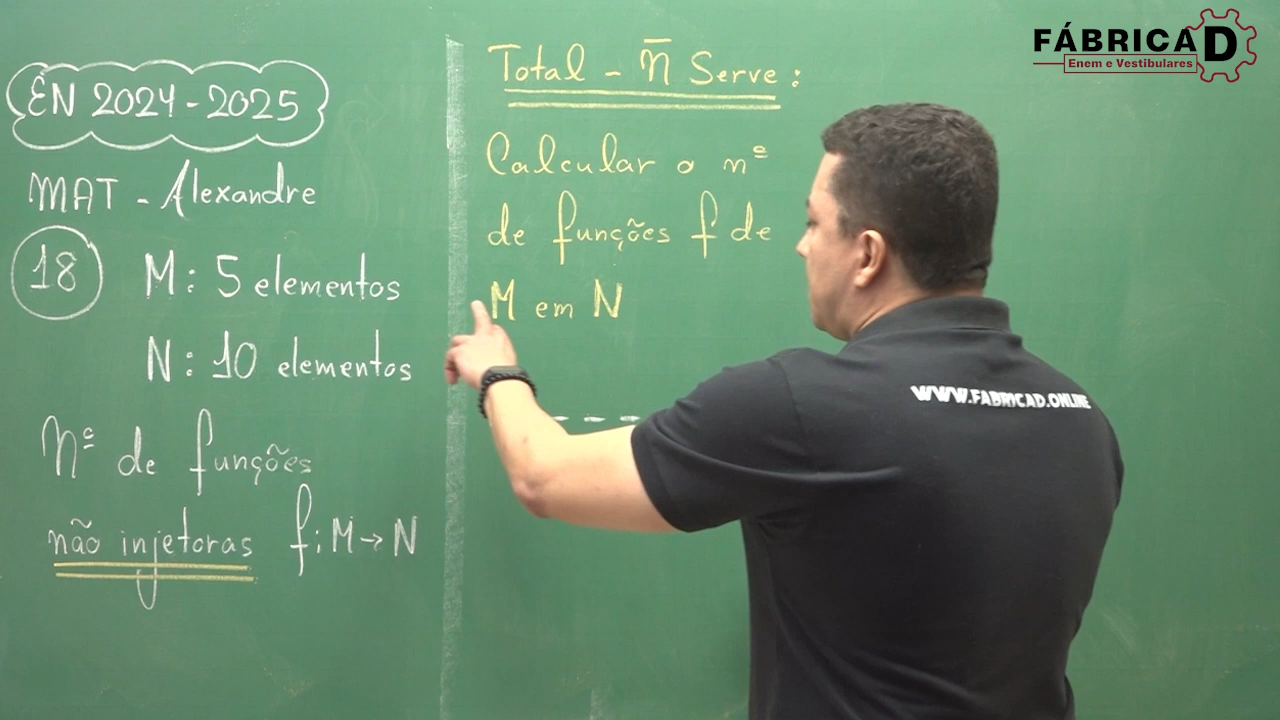 EN 2024-2025
MAT - Alexandre
18 M: 5 elementos
N: 10 elementos
Nº de funções
não injetoras f: M→N
Total - n̄ Serve:
Calcular o nº
de funções f de
M em N
FÁBRICA D
Enem e Vestibulares
WWW.FABRICAD.ONLINE